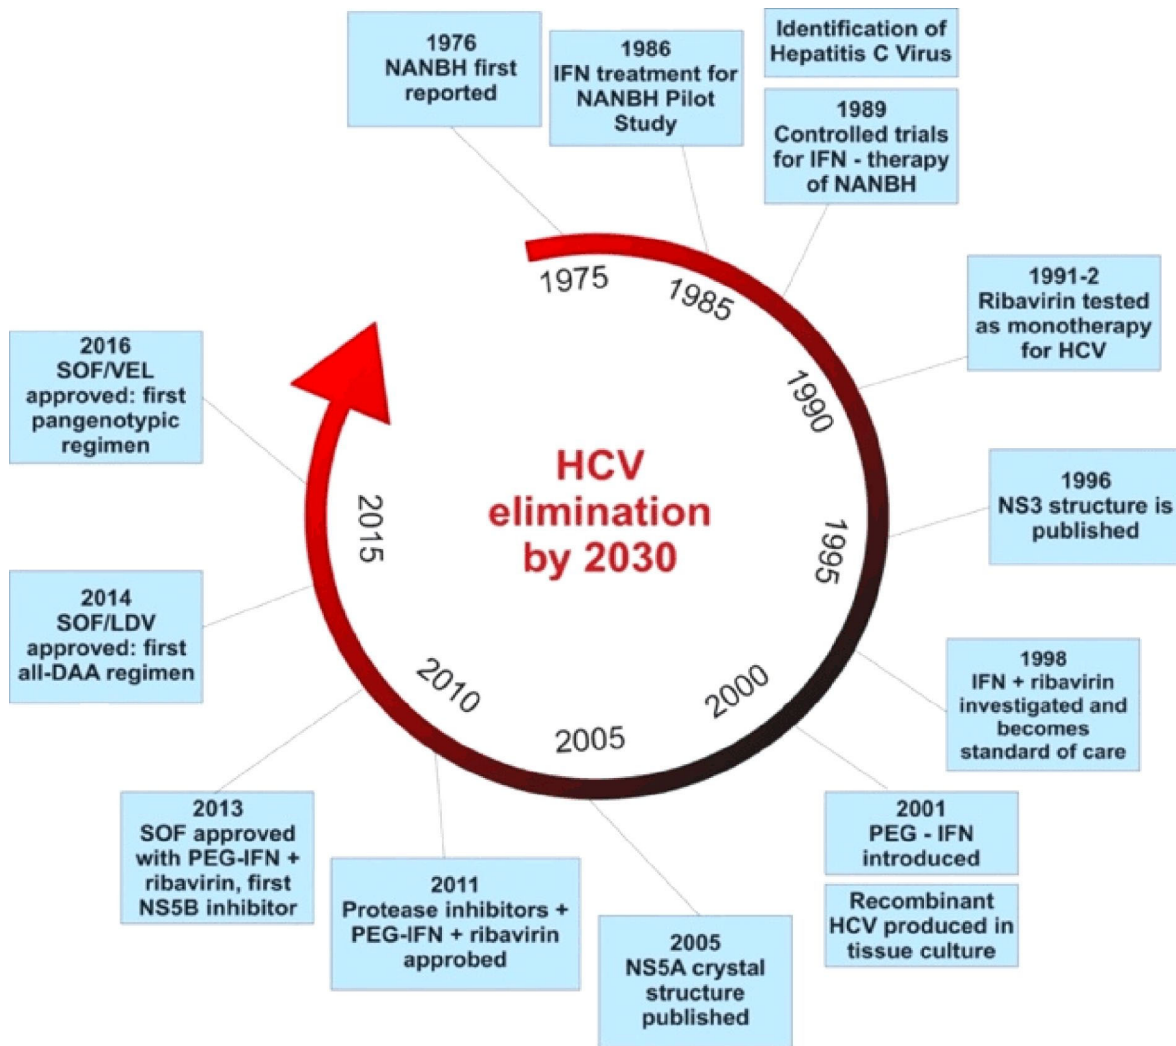 1976
NANBH first
reported
1986
IFN treatment for
NANBH Pilot
Study
Identification of
Hepatitis C Virus
1989
Controlled trials
for IFN - therapy
of NANBH
1991-2
Ribavirin tested
as monotherapy
for HCV
1996
NS3 structure is
published
1998
IFN + ribavirin
investigated and
becomes
standard of care
2001
PEG - IFN
introduced
Recombinant
HCV produced in
tissue culture
2005
NS5A crystal
structure
published
2011
Protease inhibitors +
PEG-IFN + ribavirin
approbed
2013
SOF approved
with PEG-IFN +
ribavirin, first
NS5B inhibitor
2014
SOF/LDV
approved: first
all-DAA regimen
2016
SOF/VEL
approved: first
pangenotypic
regimen
1975
1985
1990
1995
2000
2005
2010
2015
HCV
elimination
by 2030